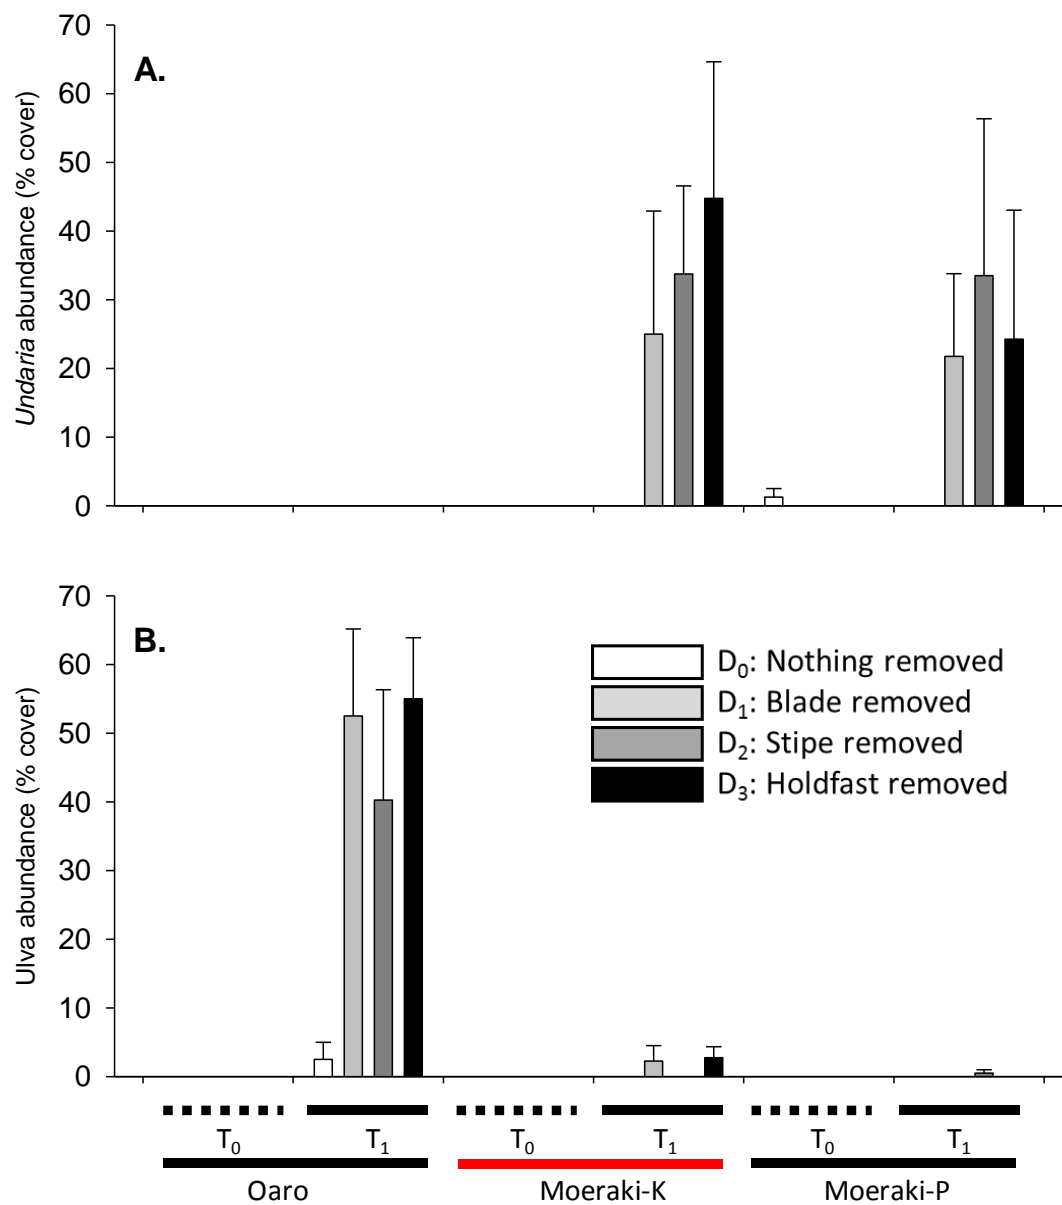 A.
Undaria abundance (% cover)
70
60
50
40
30
20
10
0
B.
Ulva abundance (% cover)
70
60
50
40
30
20
10
0
D0: Nothing removed
D1: Blade removed
D2: Stipe removed
D3: Holdfast removed
T0 T1 T0 T1 T0 T1
Oaro Moeraki-K Moeraki-P